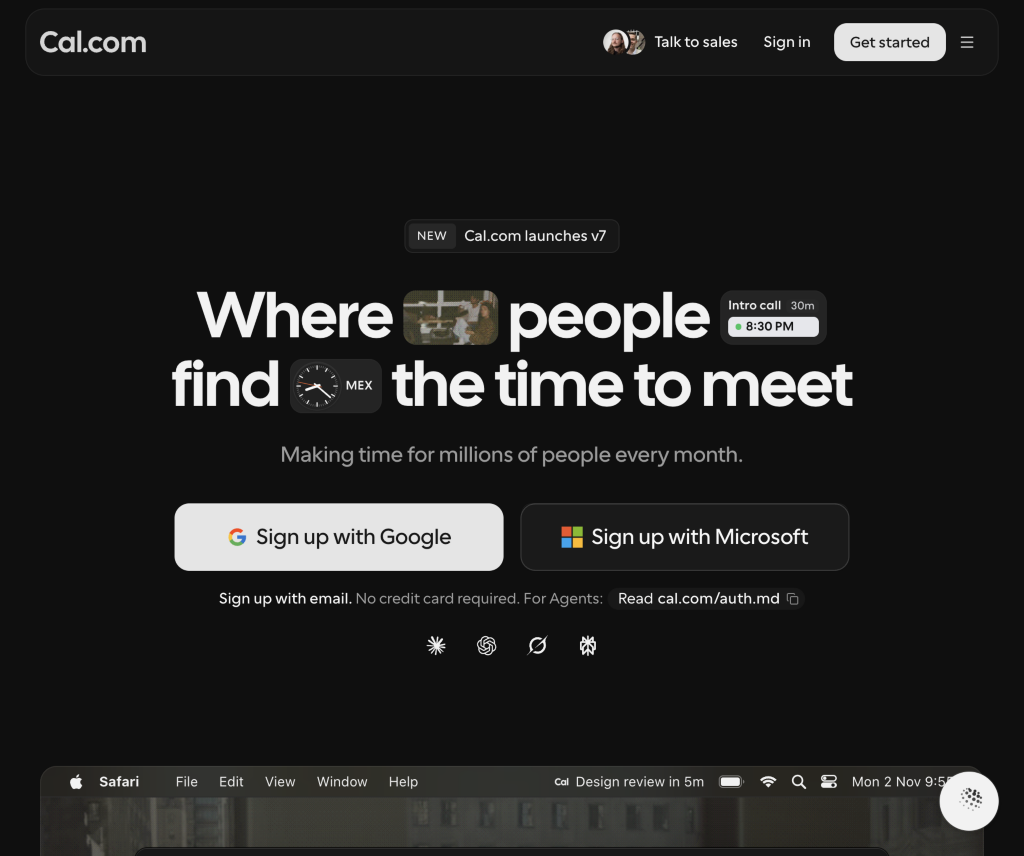 Cal.com
Talk to sales
Sign in
Get started
NEW Cal.com launches v7
Where people
Intro call 30m
8:30 PM
find MEX the time to meet
Making time for millions of people every month.
Sign up with Google
Sign up with Microsoft
Sign up with email. No credit card required. For Agents: Read cal.com/auth.md
Safari File Edit View Window Help Cal Design review in 5m Mon 2 Nov